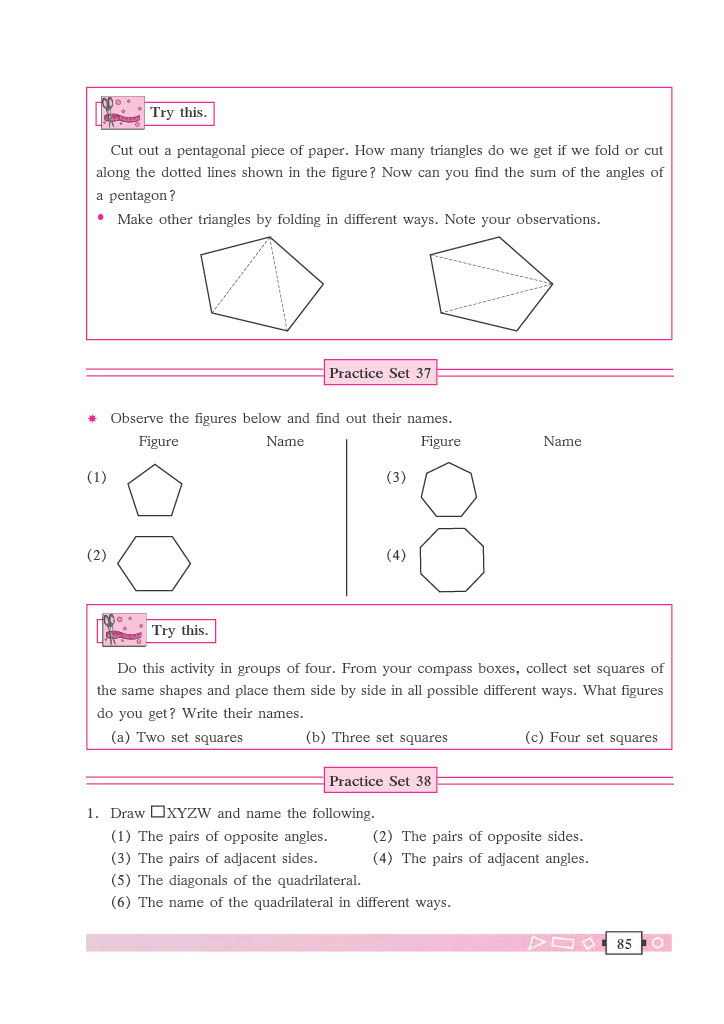 Try this.
Cut out a pentagonal piece of paper. How many triangles do we get if we fold or cut
along the dotted lines shown in the figure? Now can you find the sum of the angles of
a pentagon?
• Make other triangles by folding in different ways. Note your observations.
Practice Set 37
✷ Observe the figures below and find out their names.
Figure Name Figure Name
(1) (3)
(2) (4)
Try this.
Do this activity in groups of four. From your compass boxes, collect set squares of
the same shapes and place them side by side in all possible different ways. What figures
do you get? Write their names.
(a) Two set squares (b) Three set squares (c) Four set squares
Practice Set 38
1. Draw □XYZW and name the following.
(1) The pairs of opposite angles. (2) The pairs of opposite sides.
(3) The pairs of adjacent sides. (4) The pairs of adjacent angles.
(5) The diagonals of the quadrilateral.
(6) The name of the quadrilateral in different ways.
85